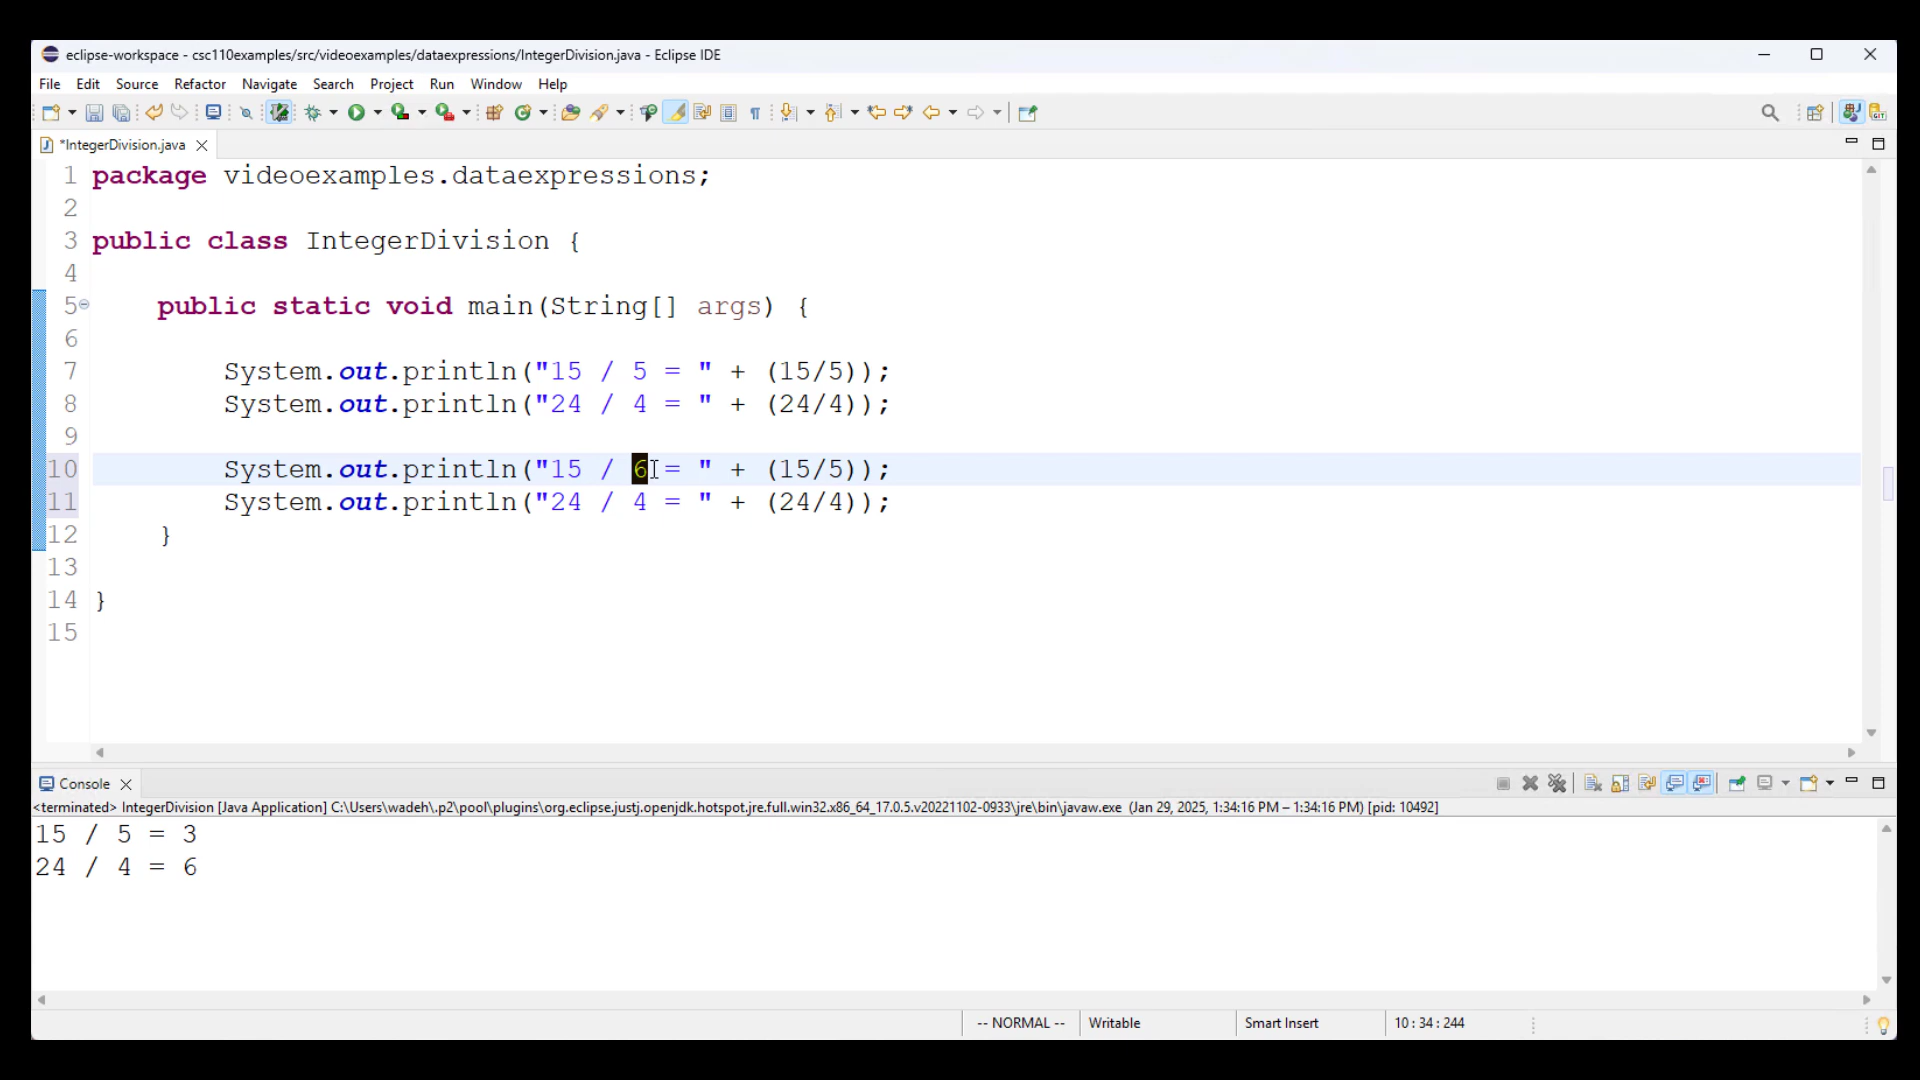 eclipse-workspace - csc110examples/src/videoexamples/dataexpressions/IntegerDivision.java - Eclipse IDE
File Edit Source Refactor Navigate Search Project Run Window Help
*IntegerDivision.java
1 package videoexamples.dataexpressions;
2
3 public class IntegerDivision {
4
5 public static void main(String[] args) {
6
7 System.out.println("15 / 5 = " + (15/5));
8 System.out.println("24 / 4 = " + (24/4));
9
10 System.out.println("15 / 6 = " + (15/5));
11 System.out.println("24 / 4 = " + (24/4));
12 }
13
14 }
15
Console
<terminated> IntegerDivision [Java Application] C:\Users\wadeh\.p2\pool\plugins\org.eclipse.justj.openjdk.hotspot.jre.full.win32.x86_64_17.0.5.v20221102-0933\jre\bin\javaw.exe (Jan 29, 2025, 1:34:16 PM – 1:34:16 PM) [pid: 10492]
15 / 5 = 3
24 / 4 = 6
-- NORMAL -- Writable Smart Insert 10 : 34 : 244